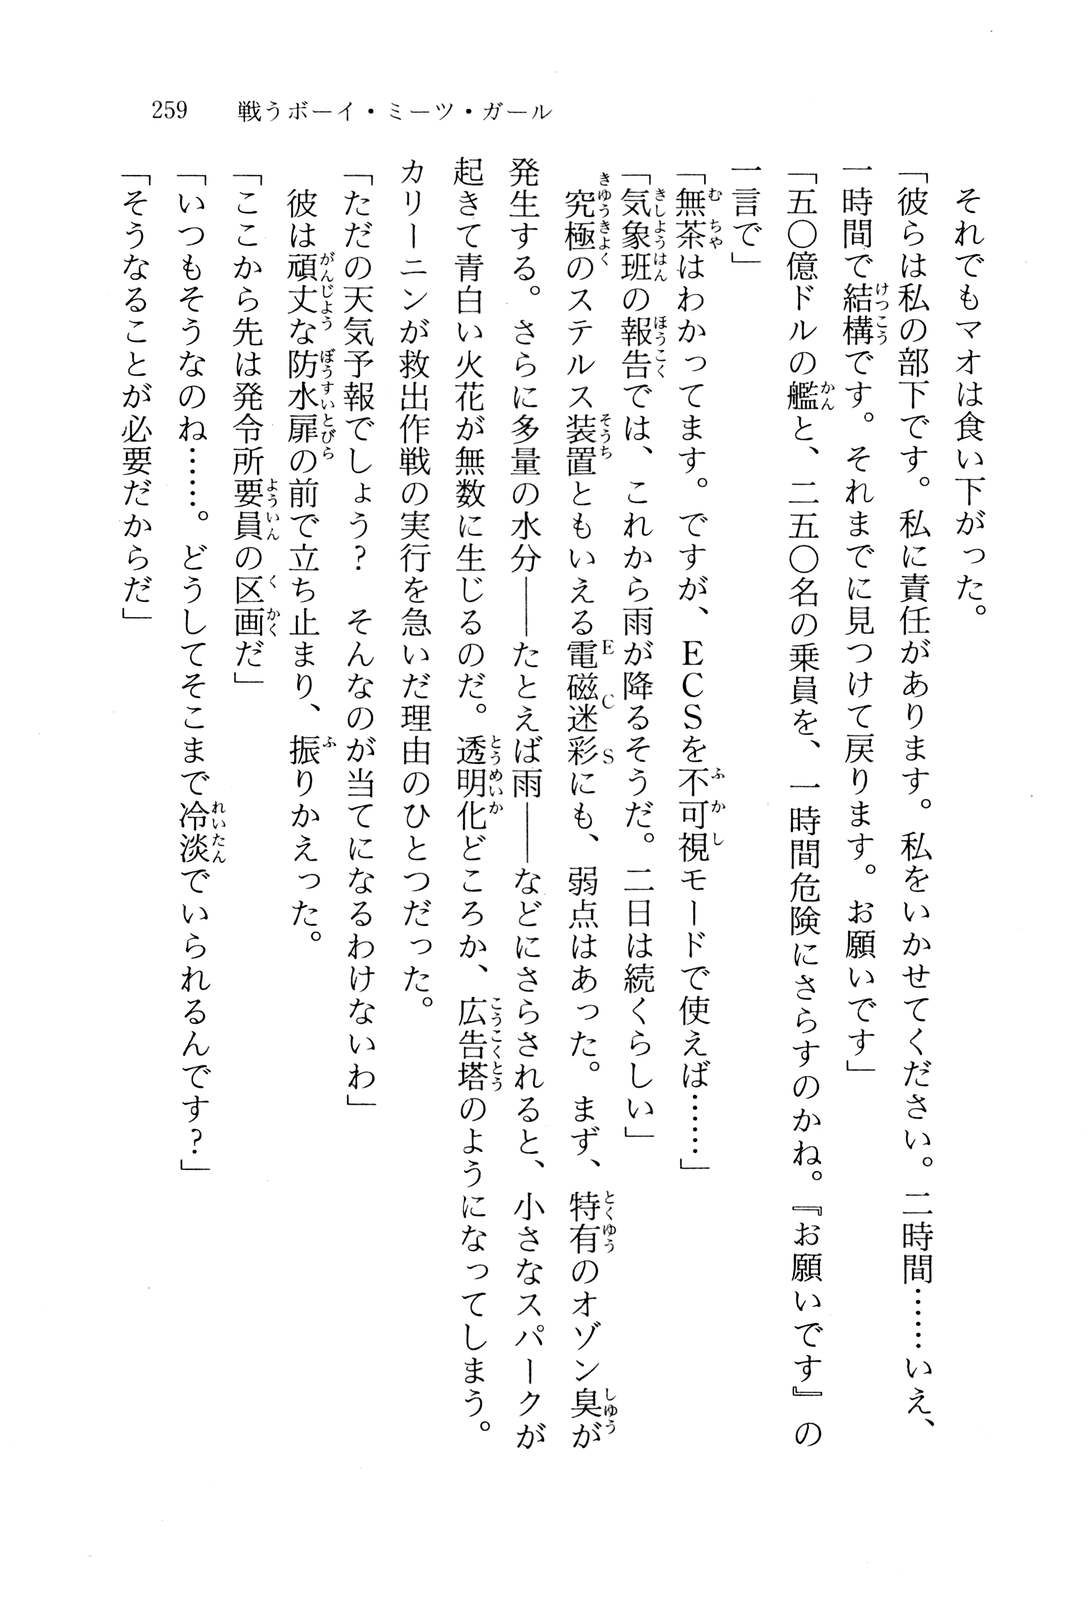 259　戦うボーイ・ミーツ・ガール
　それでもマオは食い下がった。
「彼らは私の部下です。私に責任があります。私をいかせてください。二時間……いえ、
一時間で結構です。それまでに見つけて戻ります。お願いです」
「五〇億ドルの艦と、二五〇名の乗員を、一時間危険にさらすのかね。『お願いです』の
一言で」
「無茶はわかってます。ですが、ECSを不可視モードで使えば……」
「気象班の報告では、これから雨が降るそうだ。二日は続くらしい」
　究極のステルス装置ともいえる電磁迷彩にも、弱点はあった。まず、特有のオゾン臭が
発生する。さらに多量の水分――たとえば雨――などにさらされると、小さなスパークが
起きて青白い火花が無数に生じるのだ。透明化どころか、広告塔のようになってしまう。
カリーニンが救出作戦の実行を急いだ理由のひとつだった。
「ただの天気予報でしょう？　そんなのが当てになるわけないわ」
　彼は頑丈な防水扉の前で立ち止まり、振りかえった。
「ここから先は発令所要員の区画だ」
「いつもそうなのね……。どうしてそこまで冷淡でいられるんです？」
「そうなることが必要だからだ」